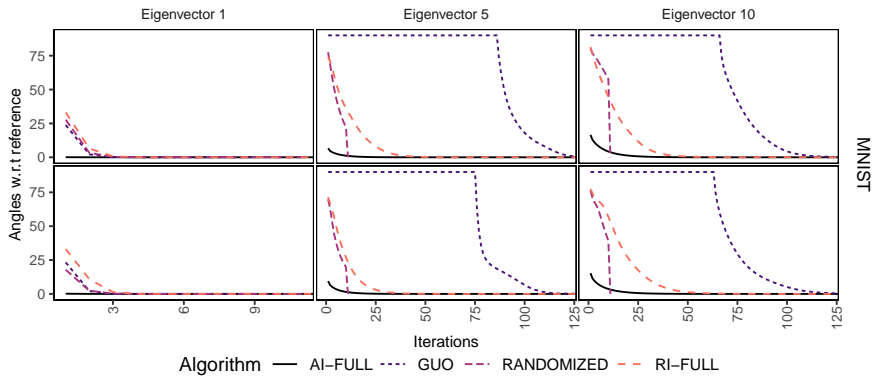 Eigenvector 1 Eigenvector 5 Eigenvector 10
Angles w.r.t reference
75
50
25
0
75
50
25
0
MNIST
3 6 9 0 25 50 75 100 125 0 25 50 75 100 125
Iterations
Algorithm AI-FULL GUO RANDOMIZED RI-FULL